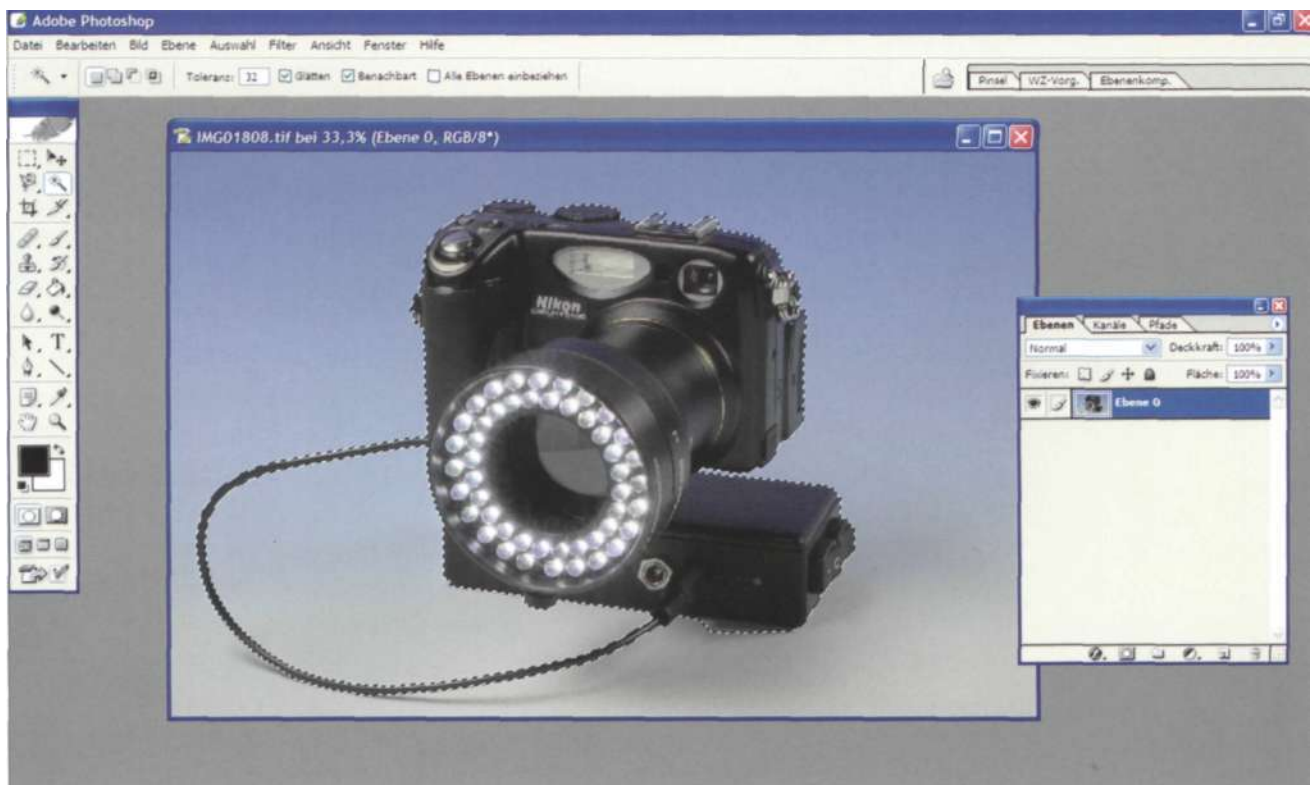 Adobe Photoshop
Datei Bearbeiten Bild Ebene Auswahl Filter Ansicht Fenster Hilfe
Toleranz: 32 Glätten Benachbart Alle Ebenen einbeziehen
Pinsel WZ-Vorg. Ebenenkomp.
IMG01808.tif bei 33,3% (Ebene 0, RGB/8*)
Nikon
Ebenen Kanäle Pfade
Normal Deckkraft: 100%
Fixieren: Fläche: 100%
Ebene 0
T